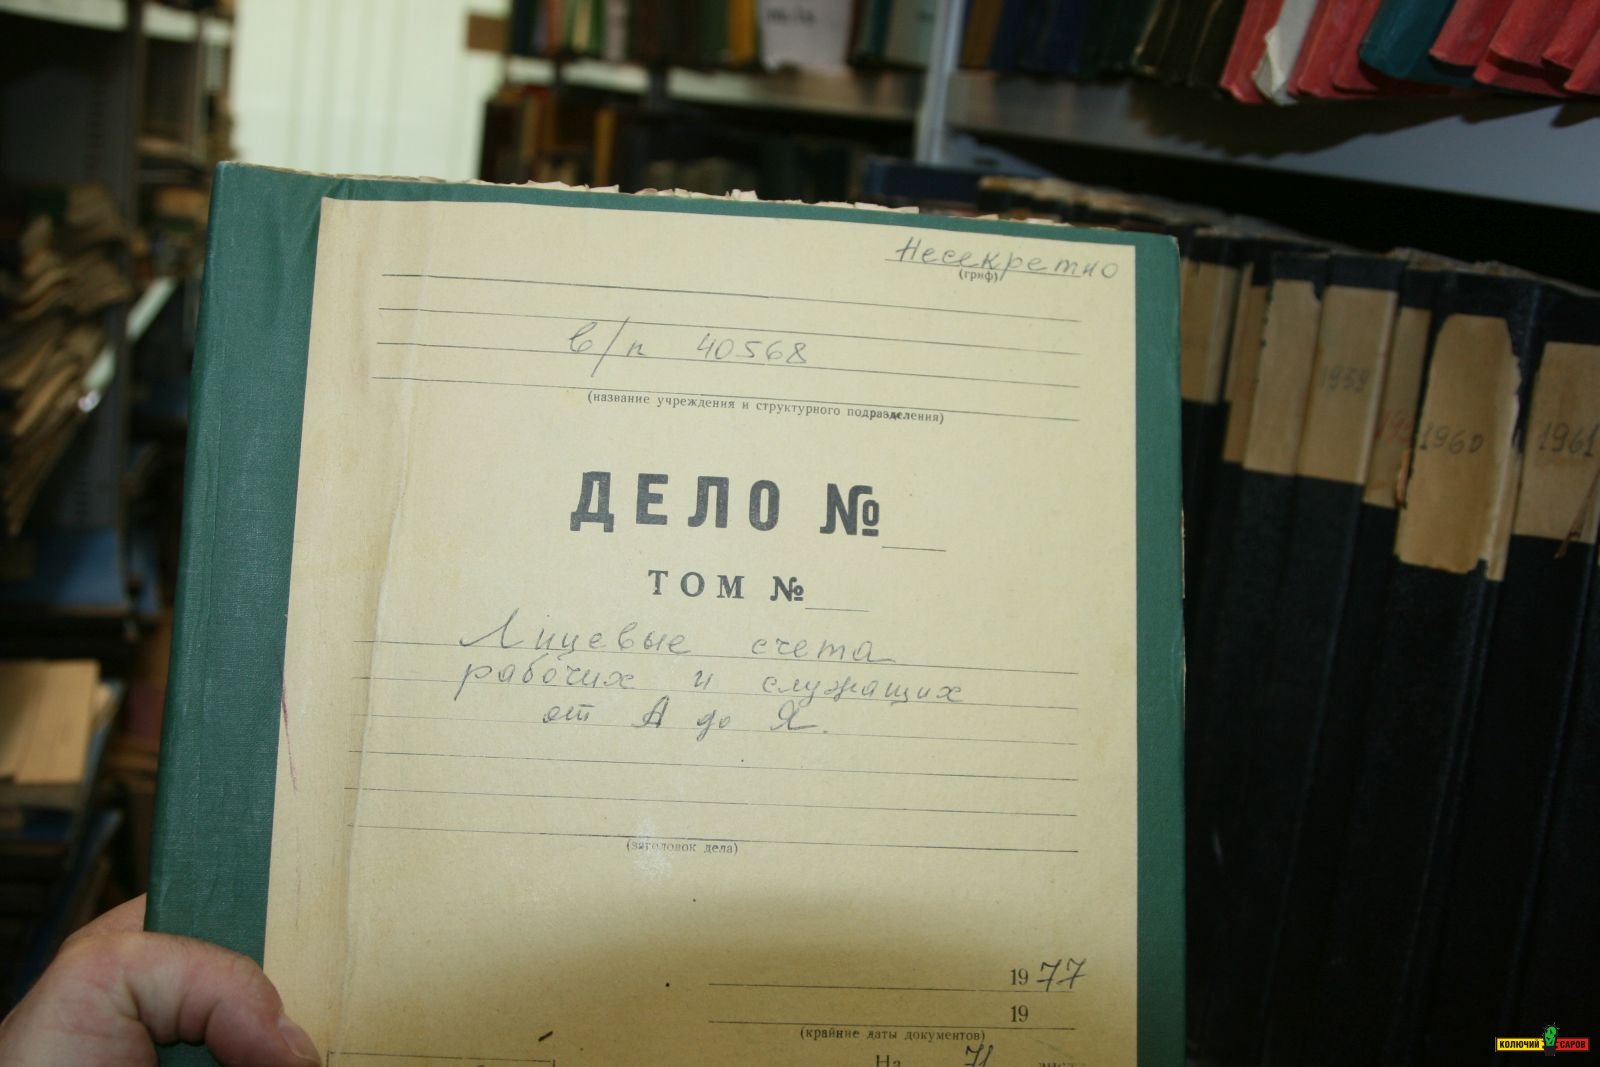 Несекретно
(гриф)
в/п 40568
(название учреждения и структурного подразделения)
ДЕЛО №
ТОМ №
Лицевые счета
рабочих и служащих
от А до Я.
(заголовок дела)
1977
19
(крайние даты документов)
На 71
1959
1960
1961
КОЛЮЧИЙ САРОВ